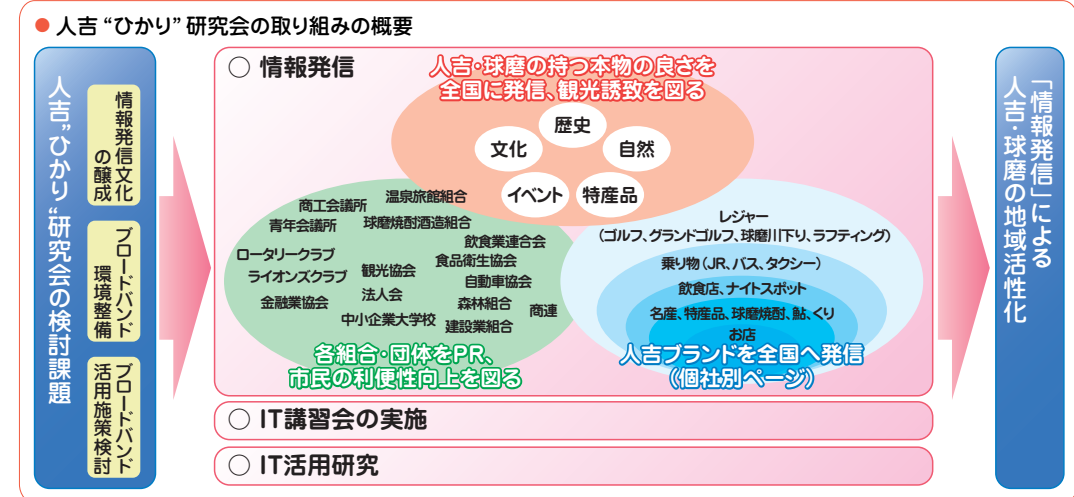 ● 人吉“ひかり”研究会の取り組みの概要
人吉“ひかり“研究会の検討課題
情報発信文化
の醸成
ブロードバンド
環境整備
ブロードバンド
活用施策検討
○ 情報発信
人吉・球磨の持つ本物の良さを
全国に発信、観光誘致を図る
歴史
文化
自然
イベント
特産品
商工会議所
温泉旅館組合
青年会議所
球磨焼酎酒造組合
飲食業連合会
ロータリークラブ
食品衛生協会
ライオンズクラブ
観光協会
自動車協会
金融業協会
法人会
森林組合
商連
中小企業大学校
建設業組合
各組合・団体をPR、
市民の利便性向上を図る
レジャー
(ゴルフ、グランドゴルフ、球磨川下り、ラフティング)
乗り物(JR、バス、タクシー)
飲食店、ナイトスポット
名産、特産品、球磨焼酎、鮎、くり
お店
人吉ブランドを全国へ発信
(個社別ページ)
○ IT講習会の実施
○ IT活用研究
「情報発信」による
人吉・球磨の地域活性化